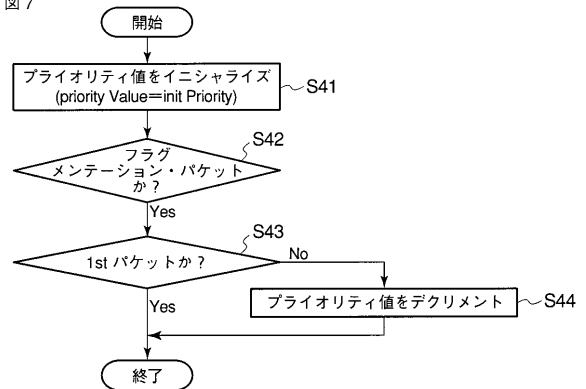 図7
開始
プライオリティ値をイニシャライズ
(priority Value=init Priority)
S41
S42
フラグ
メンテーション・パケット
か？
Yes
S43
1st パケットか？
No
Yes
プライオリティ値をデクリメント
S44
終了